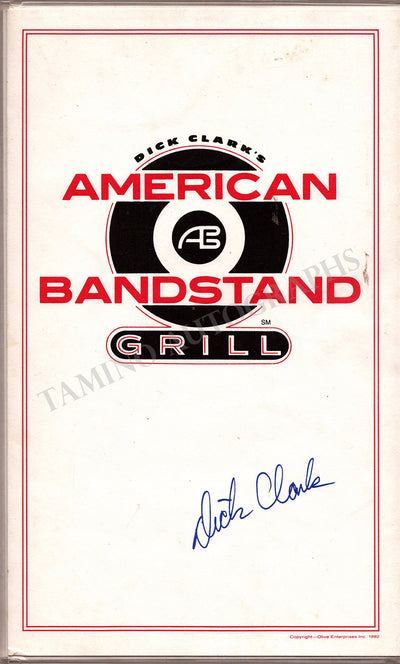 DICK CLARK'S
AMERICAN
AB
BANDSTAND
SM
GRILL
TAMINO AUTOGRAPHS
Dick Clark
Copyright—Olive Enterprises Inc. 1992